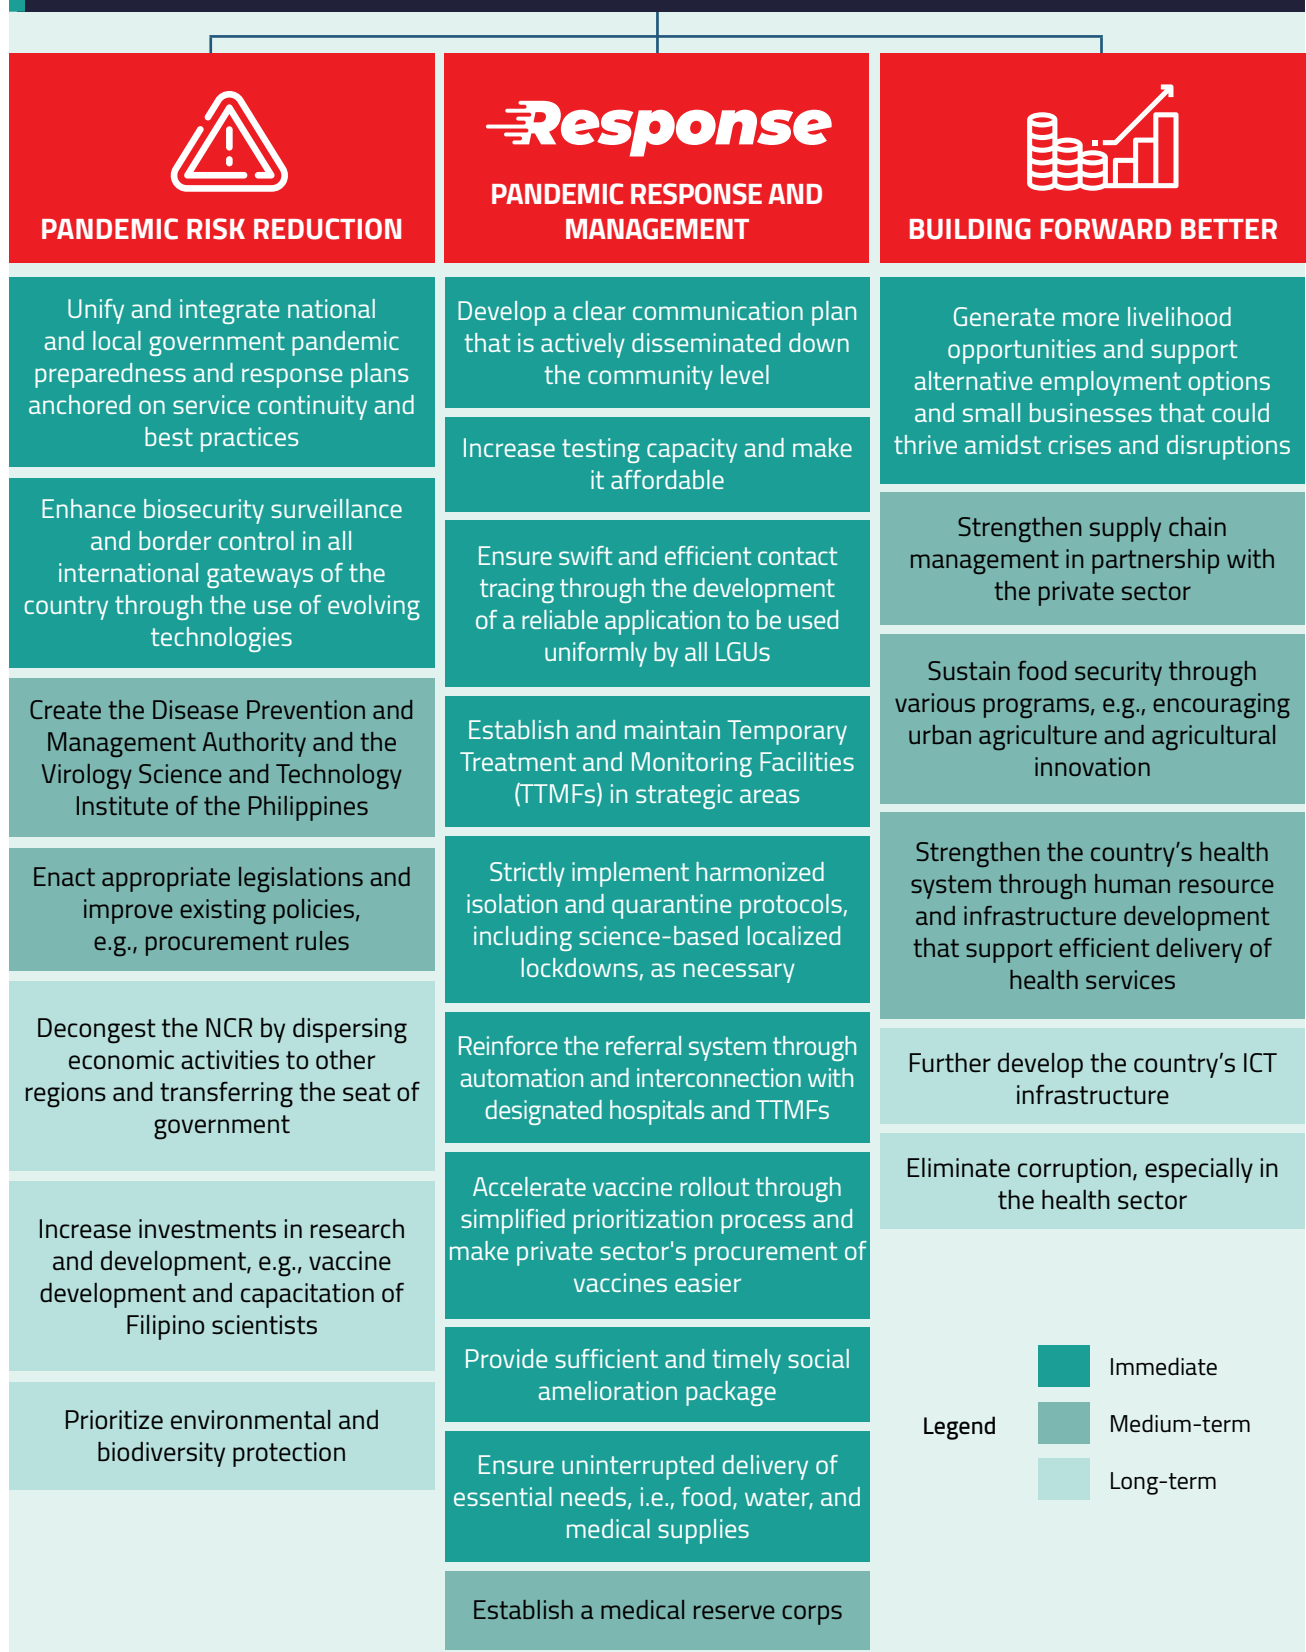 PANDEMIC RISK REDUCTION
Unify and integrate national
and local government pandemic
preparedness and response plans
anchored on service continuity and
best practices
Enhance biosecurity surveillance
and border control in all
international gateways of the
country through the use of evolving
technologies
Create the Disease Prevention and
Management Authority and the
Virology Science and Technology
Institute of the Philippines
Enact appropriate legislations and
improve existing policies,
e.g., procurement rules
Decongest the NCR by dispersing
economic activities to other
regions and transferring the seat of
government
Increase investments in research
and development, e.g., vaccine
development and capacitation of
Filipino scientists
Prioritize environmental and
biodiversity protection
Response
PANDEMIC RESPONSE AND
MANAGEMENT
Develop a clear communication plan
that is actively disseminated down
the community level
Increase testing capacity and make
it affordable
Ensure swift and efficient contact
tracing through the development
of a reliable application to be used
uniformly by all LGUs
Establish and maintain Temporary
Treatment and Monitoring Facilities
(TTMFs) in strategic areas
Strictly implement harmonized
isolation and quarantine protocols,
including science-based localized
lockdowns, as necessary
Reinforce the referral system through
automation and interconnection with
designated hospitals and TTMFs
Accelerate vaccine rollout through
simplified prioritization process and
make private sector's procurement of
vaccines easier
Provide sufficient and timely social
amelioration package
Ensure uninterrupted delivery of
essential needs, i.e., food, water, and
medical supplies
Establish a medical reserve corps
BUILDING FORWARD BETTER
Generate more livelihood
opportunities and support
alternative employment options
and small businesses that could
thrive amidst crises and disruptions
Strengthen supply chain
management in partnership with
the private sector
Sustain food security through
various programs, e.g., encouraging
urban agriculture and agricultural
innovation
Strengthen the country’s health
system through human resource
and infrastructure development
that support efficient delivery of
health services
Further develop the country’s ICT
infrastructure
Eliminate corruption, especially in
the health sector
Legend
Immediate
Medium-term
Long-term